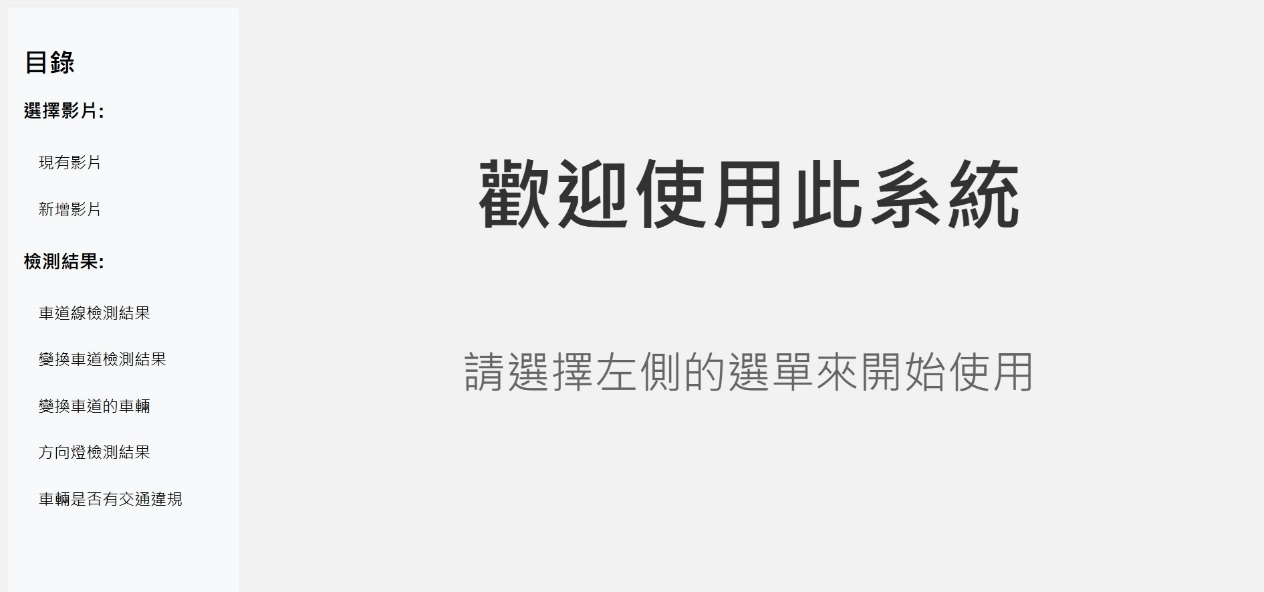 目錄
選擇影片:
現有影片
新增影片
檢測結果:
車道線檢測結果
變換車道檢測結果
變換車道的車輛
方向燈檢測結果
車輛是否有交通違規
歡迎使用此系統
請選擇左側的選單來開始使用